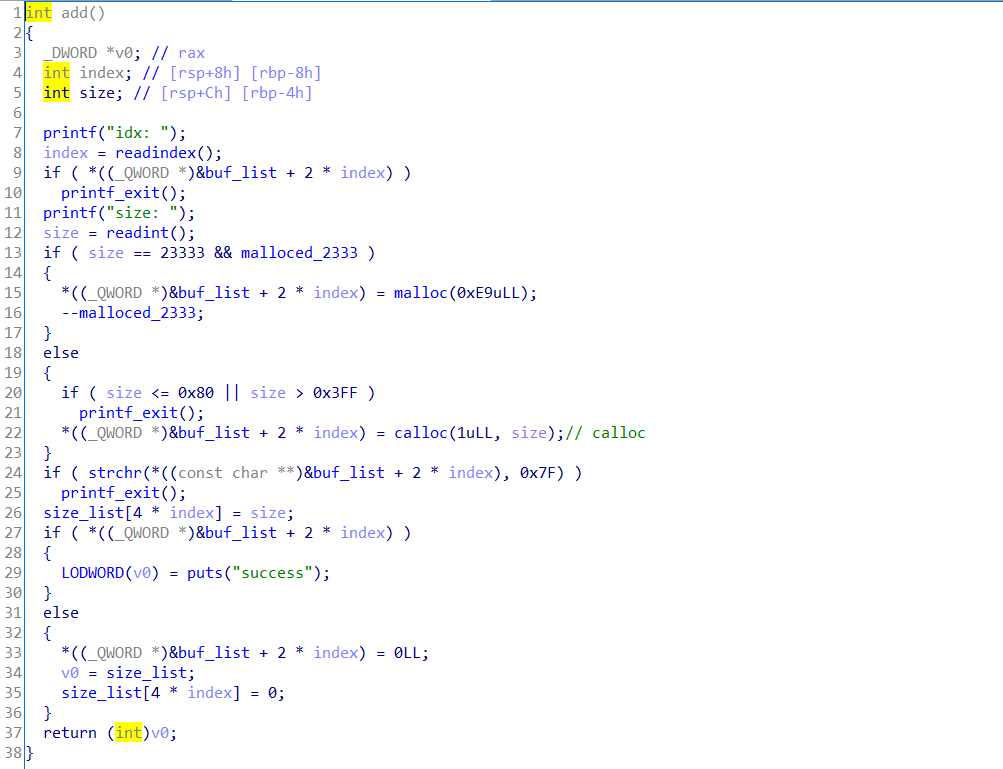 1 int add()
2 {
3   _DWORD *v0; // rax
4   int index; // [rsp+8h] [rbp-8h]
5   int size; // [rsp+Ch] [rbp-4h]
6
7   printf("idx: ");
8   index = readindex();
9   if ( *((_QWORD *)&buf_list + 2 * index) )
10     printf_exit();
11   printf("size: ");
12   size = readint();
13   if ( size == 23333 && malloced_2333 )
14   {
15     *((_QWORD *)&buf_list + 2 * index) = malloc(0xE9uLL);
16     --malloced_2333;
17   }
18   else
19   {
20     if ( size <= 0x80 || size > 0x3FF )
21       printf_exit();
22     *((_QWORD *)&buf_list + 2 * index) = calloc(1uLL, size);// calloc
23   }
24   if ( strchr(*((const char **)&buf_list + 2 * index), 0x7F) )
25     printf_exit();
26   size_list[4 * index] = size;
27   if ( *((_QWORD *)&buf_list + 2 * index) )
28   {
29     LODWORD(v0) = puts("success");
30   }
31   else
32   {
33     *((_QWORD *)&buf_list + 2 * index) = 0LL;
34     v0 = size_list;
35     size_list[4 * index] = 0;
36   }
37   return (int)v0;
38 }